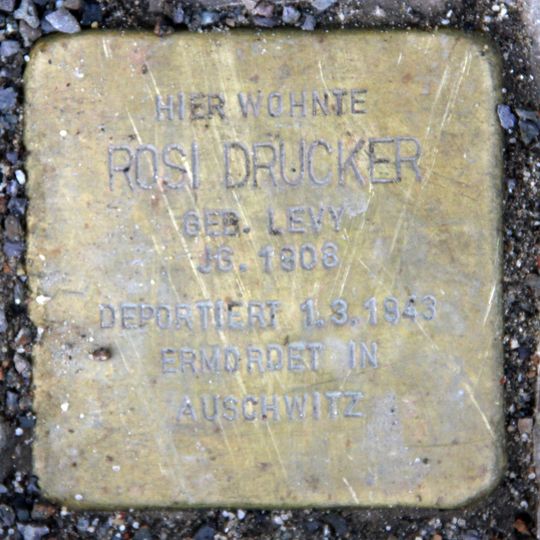 HIER WOHNTE
ROSI DRUCKER
GEB. LEVY
JG. 1908
DEPORTIERT 1.3.1943
ERMORDET IN
AUSCHWITZ